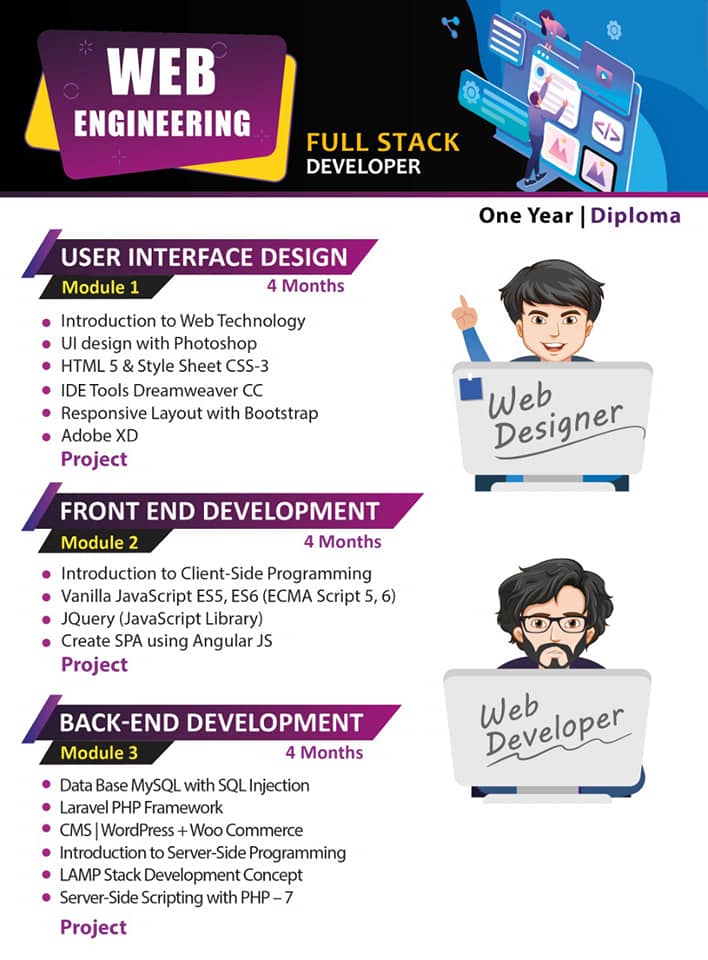 WEB
ENGINEERING
FULL STACK
DEVELOPER
One Year | Diploma
USER INTERFACE DESIGN
Module 1
4 Months
Introduction to Web Technology
UI design with Photoshop
HTML 5 & Style Sheet CSS-3
IDE Tools Dreamweaver CC
Responsive Layout with Bootstrap
Adobe XD
Project
Web
Designer
FRONT END DEVELOPMENT
Module 2
4 Months
Introduction to Client-Side Programming
Vanilla JavaScript ES5, ES6 (ECMA Script 5, 6)
JQuery (JavaScript Library)
Create SPA using Angular JS
Project
Web
Developer
BACK-END DEVELOPMENT
Module 3
4 Months
Data Base MySQL with SQL Injection
Laravel PHP Framework
CMS | WordPress + Woo Commerce
Introduction to Server-Side Programming
LAMP Stack Development Concept
Server-Side Scripting with PHP – 7
Project